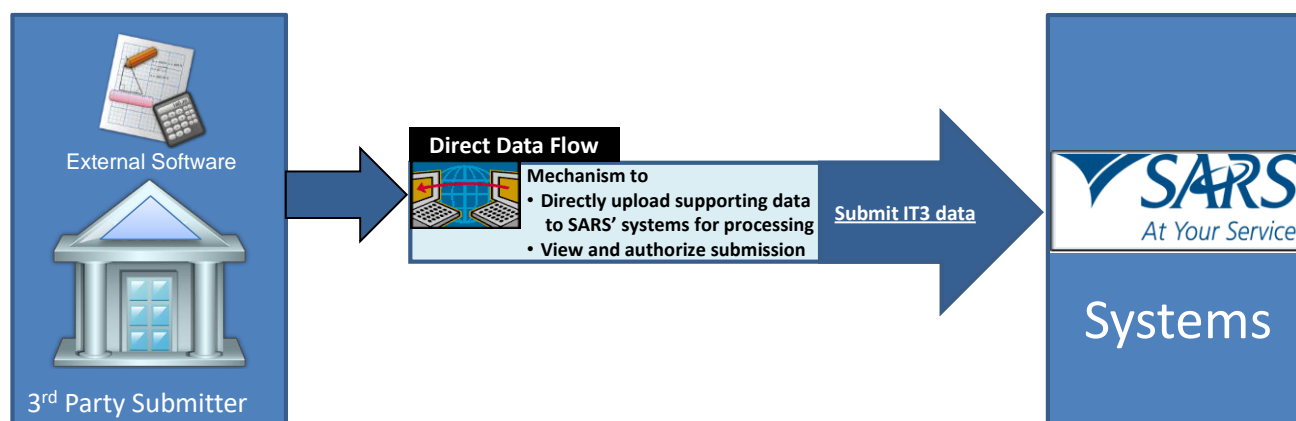 External Software
3rd Party Submitter
Direct Data Flow
Mechanism to
• Directly upload supporting data
to SARS' systems for processing
• View and authorize submission
Submit IT3 data
SARS
At Your Service
Systems